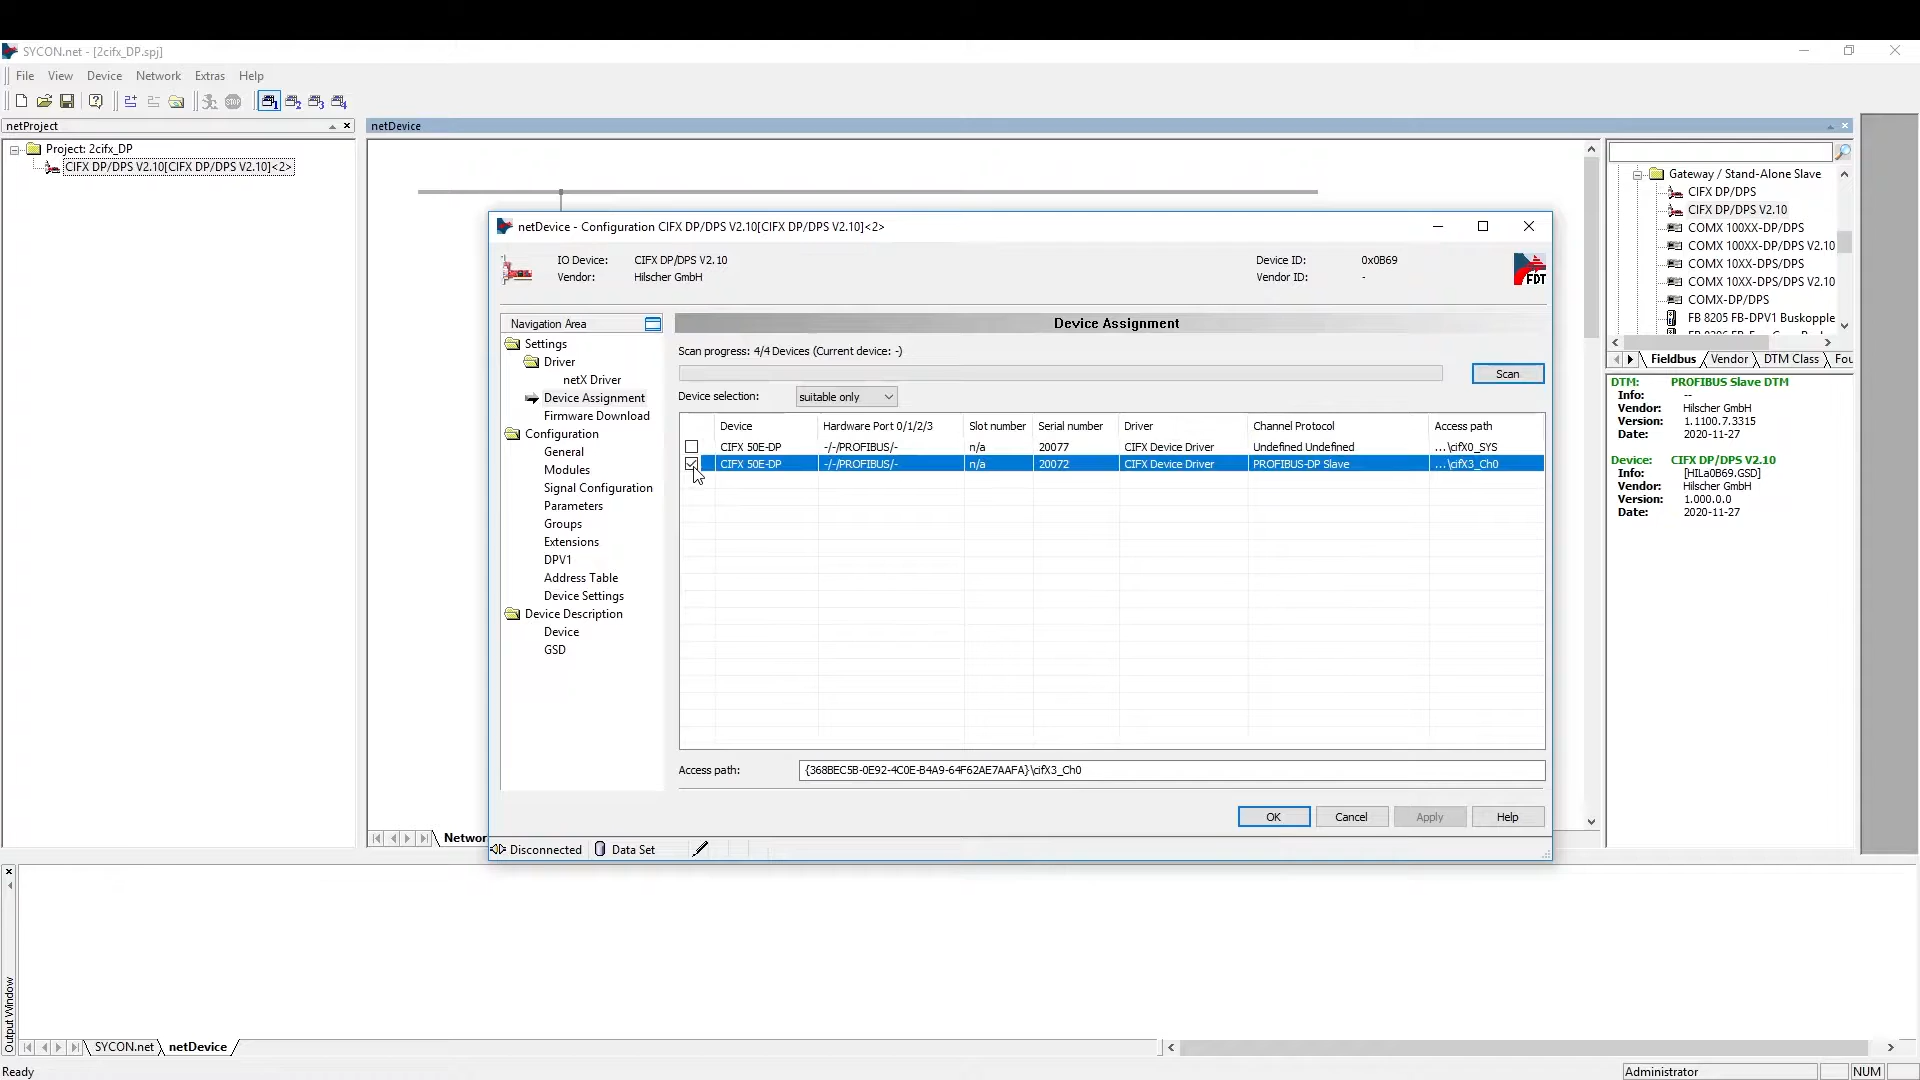 SYCON.net - [2cifx_DP.spj]
File View Device Network Extras Help
netProject
netDevice
Project: 2cifx_DP
CIFX DP/DPS V2.10[CIFX DP/DPS V2.10]<2>
Gateway / Stand-Alone Slave
CIFX DP/DPS
CIFX DP/DPS V2.10
COMX 100XX-DP/DPS
COMX 100XX-DP/DPS V2.10
COMX 10XX-DPS/DPS
COMX 10XX-DPS/DPS V2.10
COMX-DP/DPS
FB 8205 FB-DPV1 Buskopple
Fieldbus Vendor DTM Class Fou
DTM: PROFIBUS Slave DTM
Info: --
Vendor: Hilscher GmbH
Version: 1.1100.7.3315
Date: 2020-11-27
Device: CIFX DP/DPS V2.10
Info: [HILa0B69.GSD]
Vendor: Hilscher GmbH
Version: 1.000.0.0
Date: 2020-11-27
netDevice - Configuration CIFX DP/DPS V2.10[CIFX DP/DPS V2.10]<2>
IO Device: CIFX DP/DPS V2.10 Device ID: 0x0B69
Vendor: Hilscher GmbH Vendor ID: -
FDT
Navigation Area
Settings
Driver
netX Driver
Device Assignment
Firmware Download
Configuration
General
Modules
Signal Configuration
Parameters
Groups
Extensions
DPV1
Address Table
Device Settings
Device Description
Device
GSD
Device Assignment
Scan progress: 4/4 Devices (Current device: -)
Scan
Device selection: suitable only
Device Hardware Port 0/1/2/3 Slot number Serial number Driver Channel Protocol Access path
CIFX 50E-DP -/-/PROFIBUS/- n/a 20077 CIFX Device Driver Undefined Undefined ...\cifX0_SYS
CIFX 50E-DP -/-/PROFIBUS/- n/a 20072 CIFX Device Driver PROFIBUS-DP Slave ...\cifX3_Ch0
Access path: {368BEC5B-0E92-4C0E-B4A9-64F62AE7AAFA}\cifX3_Ch0
OK Cancel Apply Help
Disconnected Data Set
Networ
Output Window
SYCON.net netDevice
Ready Administrator NUM